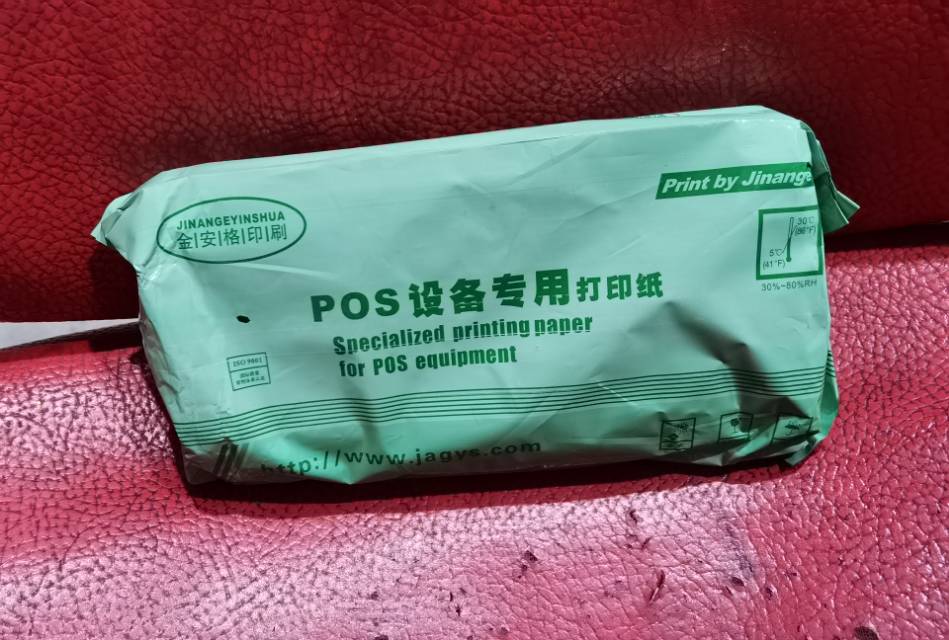 JINANGEYINSHUA
金|安|格|印|刷
Print by Jinange
30℃
(86°F)
5℃
(41°F)
30%-80%RH
POS设备专用打印纸
Specialized printing paper
for POS equipment
ISO 9001
http://www.jagys.com